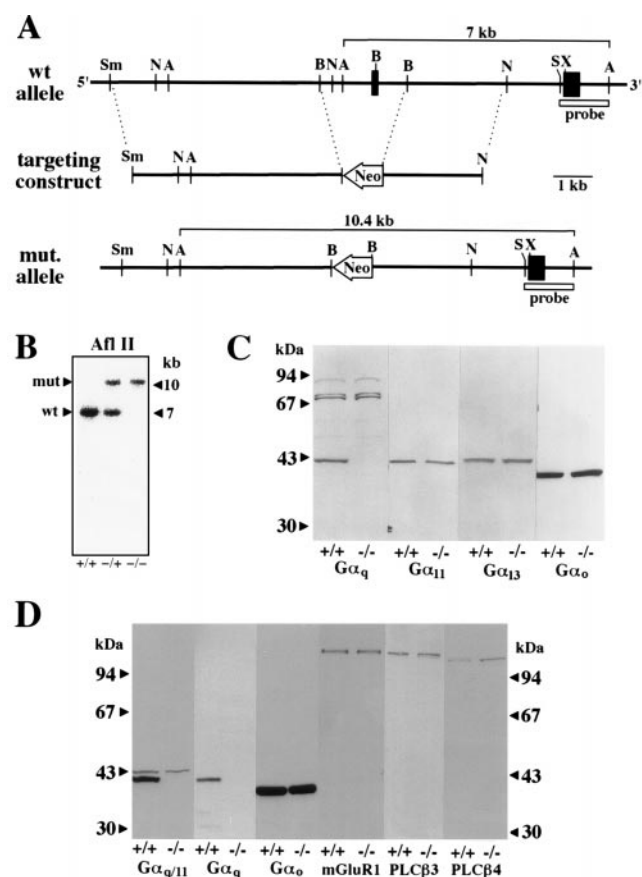 A
7 kb
Sm N A B N A B B N S X A
wt allele 5' 3'
probe
Sm N A N
targeting construct Neo 1 kb
10.4 kb
mut. allele Sm N A B B N S X A
Neo
probe
B
Afl II
kb
mut 10
wt 7
+/+ -/+ -/-
C
kDa
94
67
43
30
+/+ -/- +/+ -/- +/+ -/- +/+ -/-
Gαq Gα11 Gα13 Gαo
D
kDa kDa
94 94
67 67
43 43
30 30
+/+ -/- +/+ -/- +/+ -/- +/+ -/- +/+ -/- +/+ -/-
Gαq/11 Gαq Gαo mGluR1 PLCβ3 PLCβ4